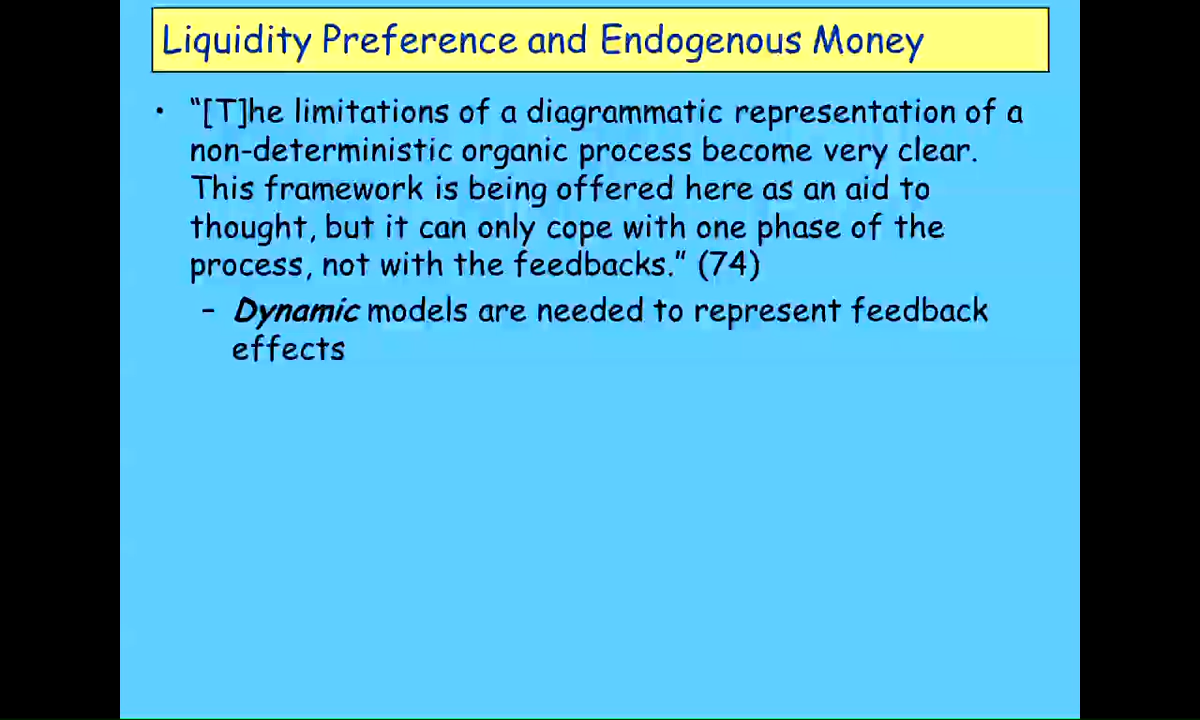 Liquidity Preference and Endogenous Money
• “[T]he limitations of a diagrammatic representation of a
non-deterministic organic process become very clear.
This framework is being offered here as an aid to
thought, but it can only cope with one phase of the
process, not with the feedbacks.” (74)
– Dynamic models are needed to represent feedback
effects